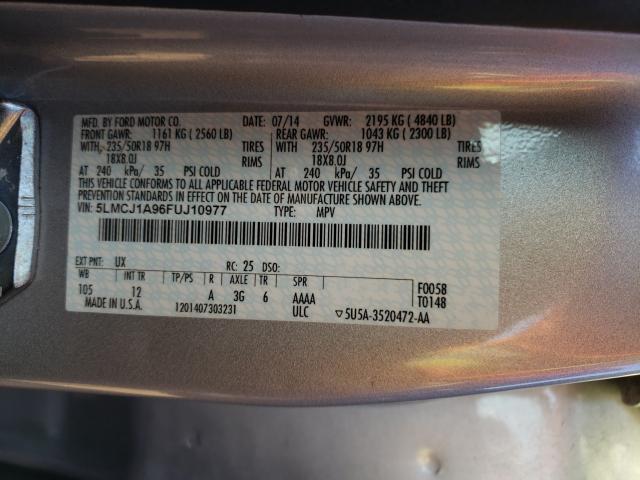 MFD. BY FORD MOTOR CO. DATE: 07/14 GVWR: 2195 KG ( 4840 LB)
FRONT GAWR: 1161 KG ( 2560 LB) REAR GAWR: 1043 KG ( 2300 LB)
WITH 235/50R18 97H TIRES WITH 235/50R18 97H TIRES
18X8.0J RIMS 18X8.0J RIMS
AT 240 kPa/ 35 PSI COLD AT 240 kPa/ 35 PSI COLD
THIS VEHICLE CONFORMS TO ALL APPLICABLE FEDERAL MOTOR VEHICLE SAFETY AND THEFT
PREVENTION STANDARDS IN EFFECT ON THE DATE OF MANUFACTURE SHOWN ABOVE.
VIN: 5LMCJ1A96FUJ10977 TYPE: MPV
EXT PNT: UX RC: 25 DSO:
WB INT TR TP/PS R AXLE TR SPR
105 12 A 3G 6 AAAA F0058
MADE IN U.S.A. 1201407303231 ULC T0148
▽5U5A-3520472-AA